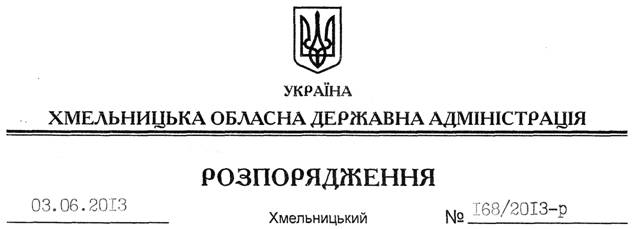 УКРАЇНА
ХМЕЛЬНИЦЬКА ОБЛАСНА ДЕРЖАВНА АДМІНІСТРАЦІЯ
РОЗПОРЯДЖЕННЯ
03.06.2013 Хмельницький № 168/2013-р